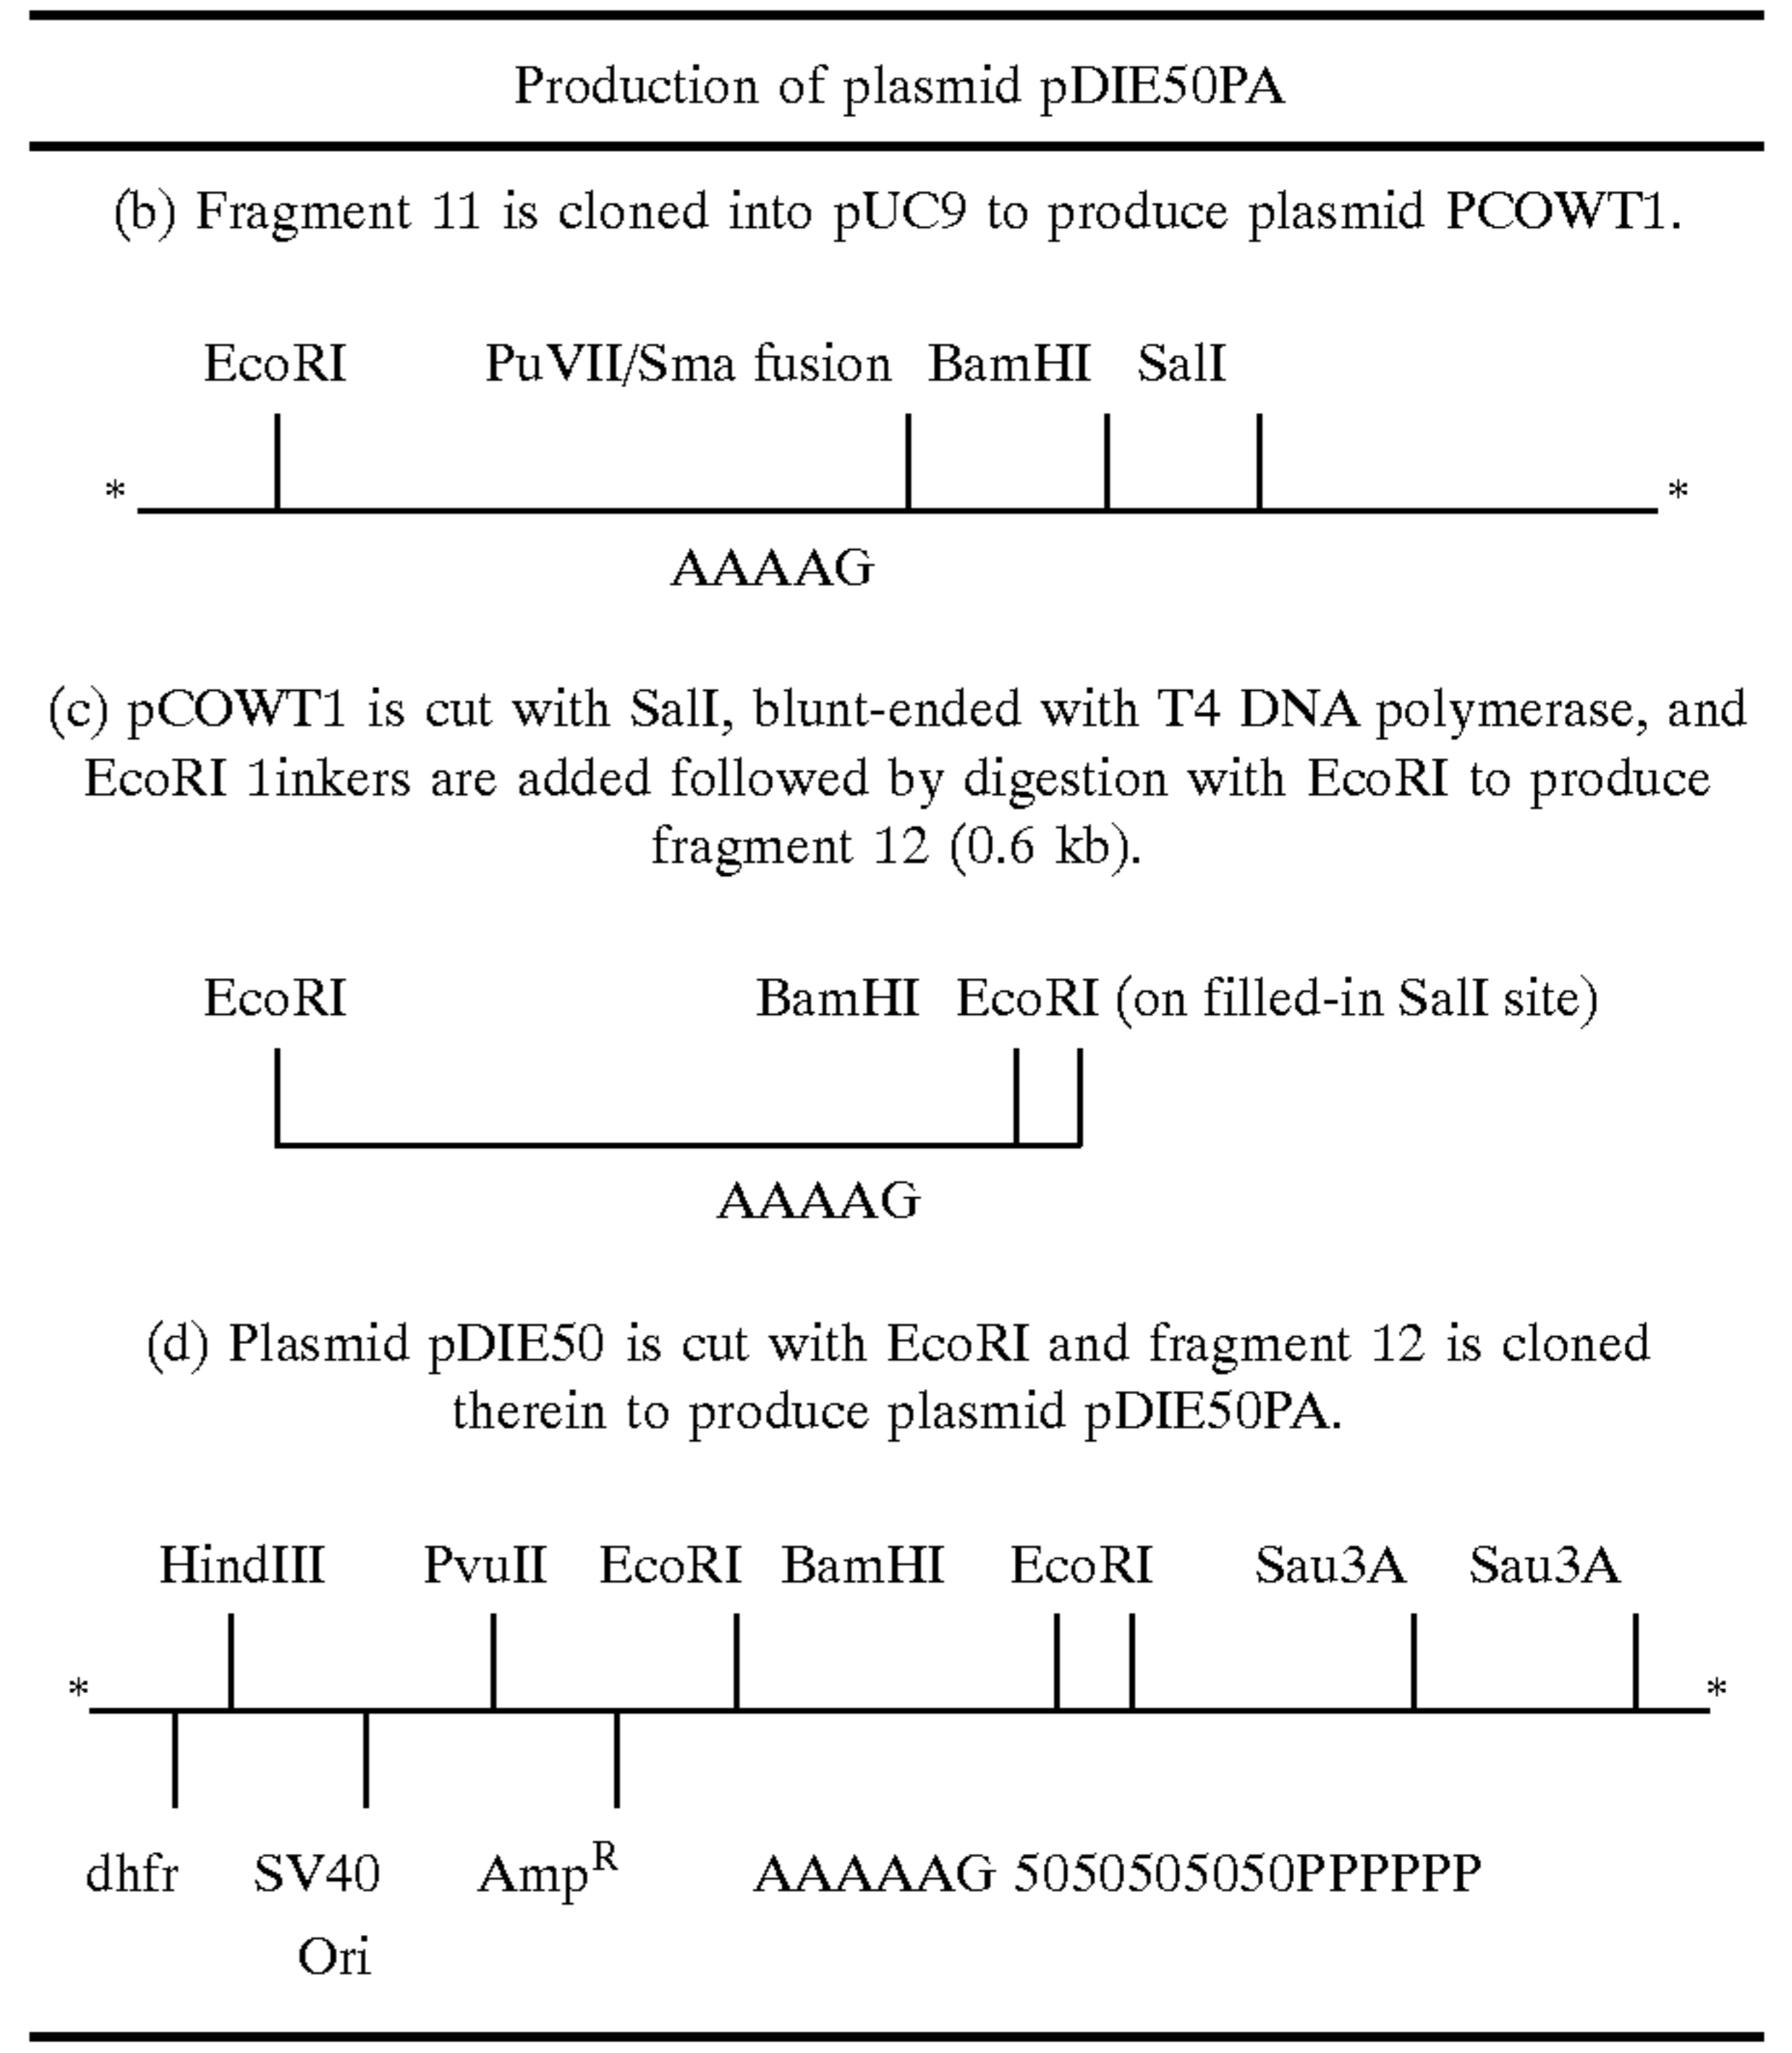 Production of plasmid pDIE50PA
(b) Fragment 11 is cloned into pUC9 to produce plasmid PCOWT1.
EcoRI PuVII/Sma fusion BamHI SalI
* *
AAAAG
(c) pCOWT1 is cut with SalI, blunt-ended with T4 DNA polymerase, and
EcoRI 1inkers are added followed by digestion with EcoRI to produce
fragment 12 (0.6 kb).
EcoRI BamHI EcoRI (on filled-in SalI site)
AAAAG
(d) Plasmid pDIE50 is cut with EcoRI and fragment 12 is cloned
therein to produce plasmid pDIE50PA.
HindIII PvuII EcoRI BamHI EcoRI Sau3A Sau3A
* *
dhfr SV40 Amp^R AAAAAG 5050505050PPPPPP
Ori